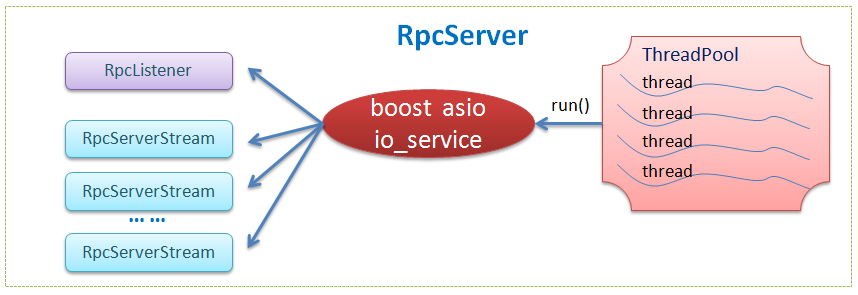 RpcServer
RpcListener
RpcServerStream
RpcServerStream
... ...
RpcServerStream
boost asio
io_service
run()
ThreadPool
thread
thread
thread
thread